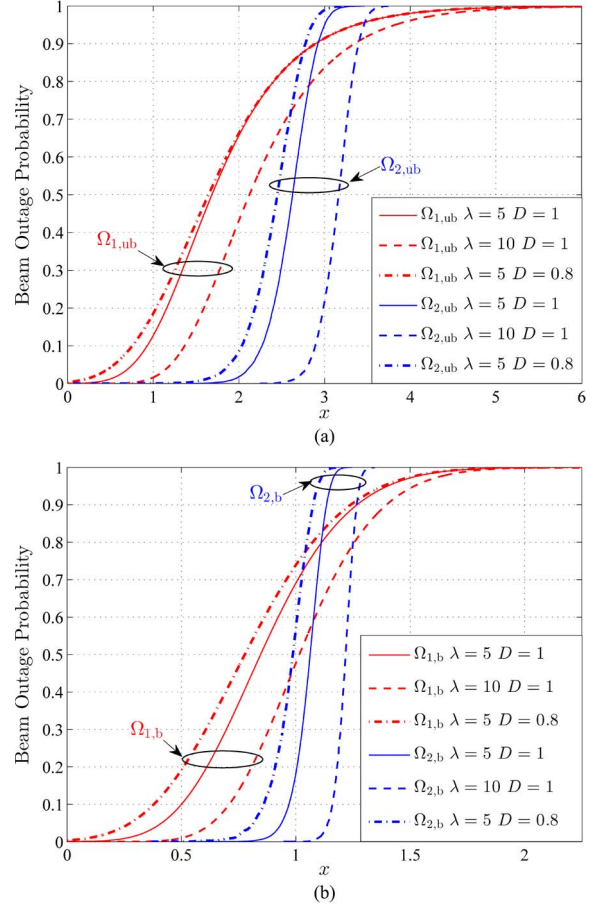 1
0.9
0.8
0.7
0.6
0.5
0.4
0.3
0.2
0.1
0
Beam Outage Probability
Ω1,ub
Ω2,ub
Ω1,ub λ = 5 D = 1
Ω1,ub λ = 10 D = 1
Ω1,ub λ = 5 D = 0.8
Ω2,ub λ = 5 D = 1
Ω2,ub λ = 10 D = 1
Ω2,ub λ = 5 D = 0.8
0 1 2 3 4 5 6
x
(a)
1
0.9
0.8
0.7
0.6
0.5
0.4
0.3
0.2
0.1
0
Beam Outage Probability
Ω2,b
Ω1,b
Ω1,b λ = 5 D = 1
Ω1,b λ = 10 D = 1
Ω1,b λ = 5 D = 0.8
Ω2,b λ = 5 D = 1
Ω2,b λ = 10 D = 1
Ω2,b λ = 5 D = 0.8
0 0.5 1 1.5 2
x
(b)